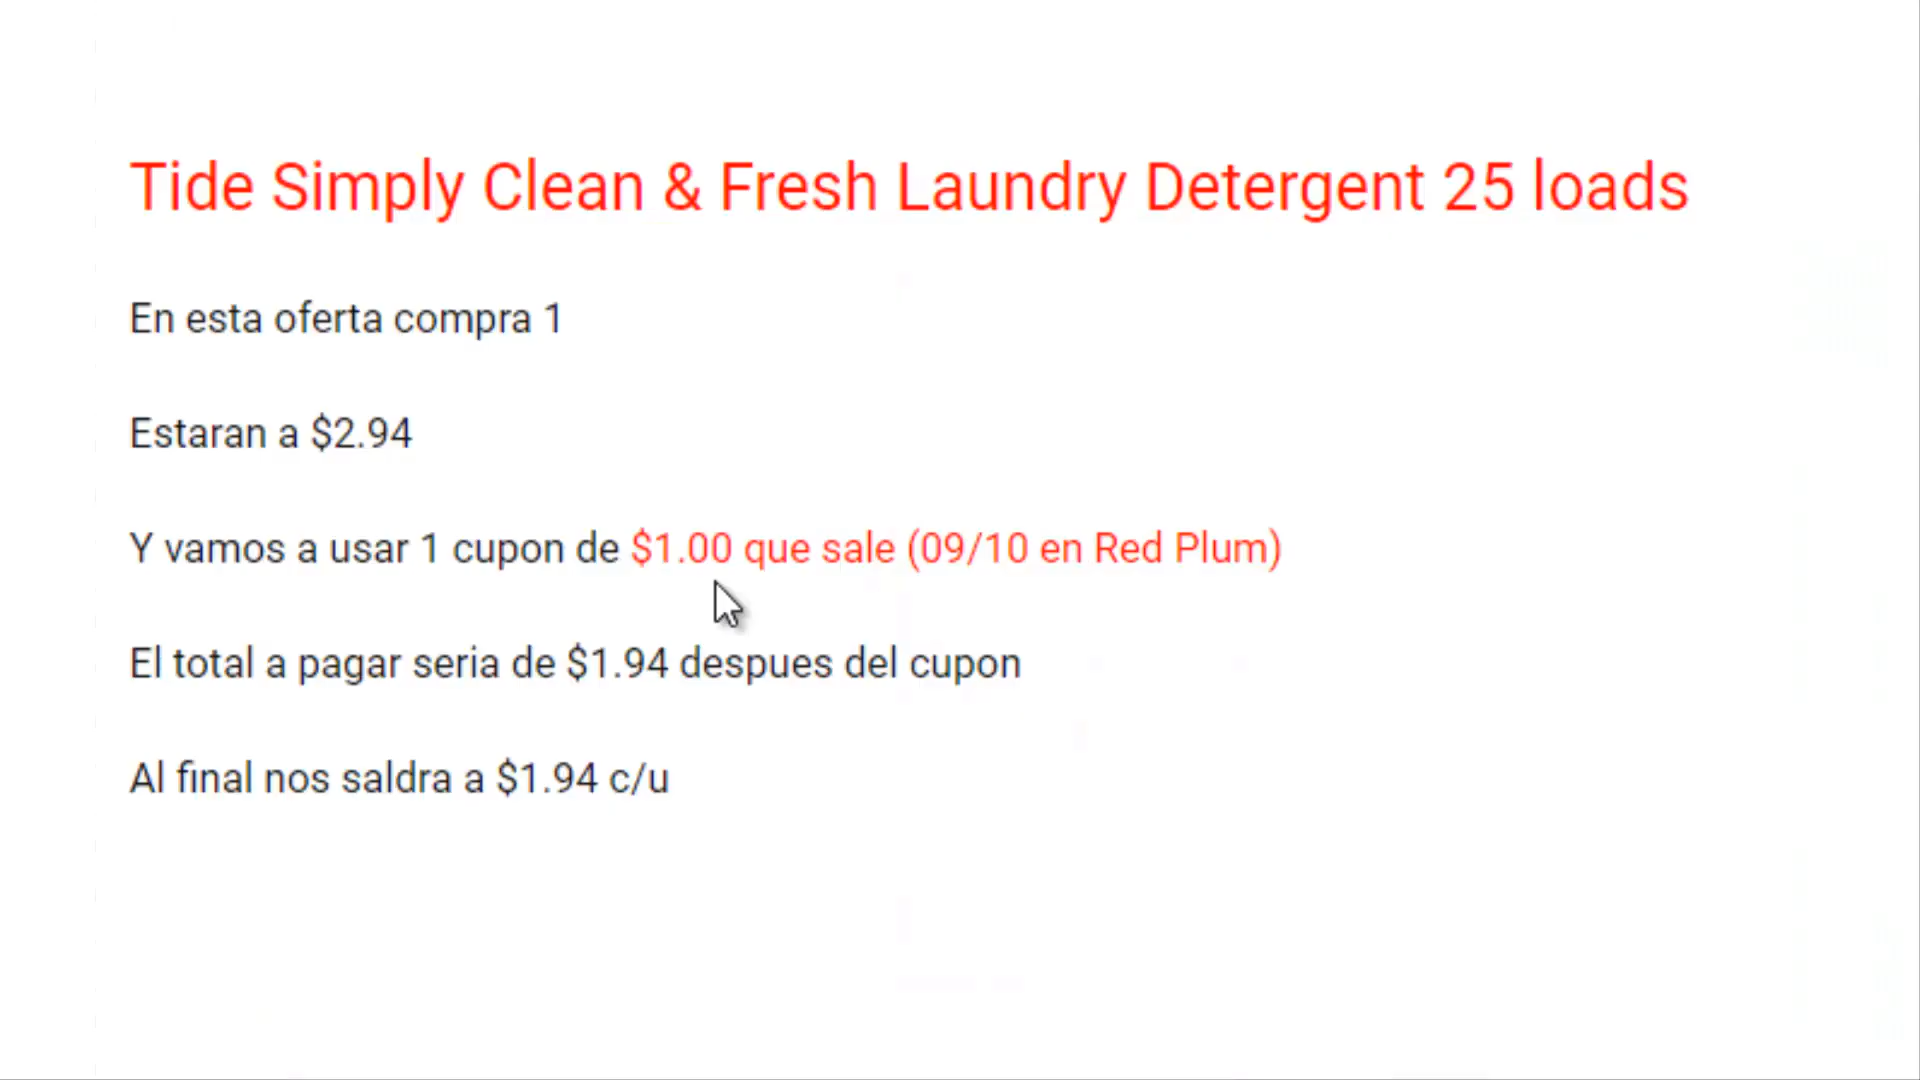 Tide Simply Clean & Fresh Laundry Detergent 25 loads
En esta oferta compra 1
Estaran a $2.94
Y vamos a usar 1 cupon de $1.00 que sale (09/10 en Red Plum)
El total a pagar seria de $1.94 despues del cupon
Al final nos saldra a $1.94 c/u